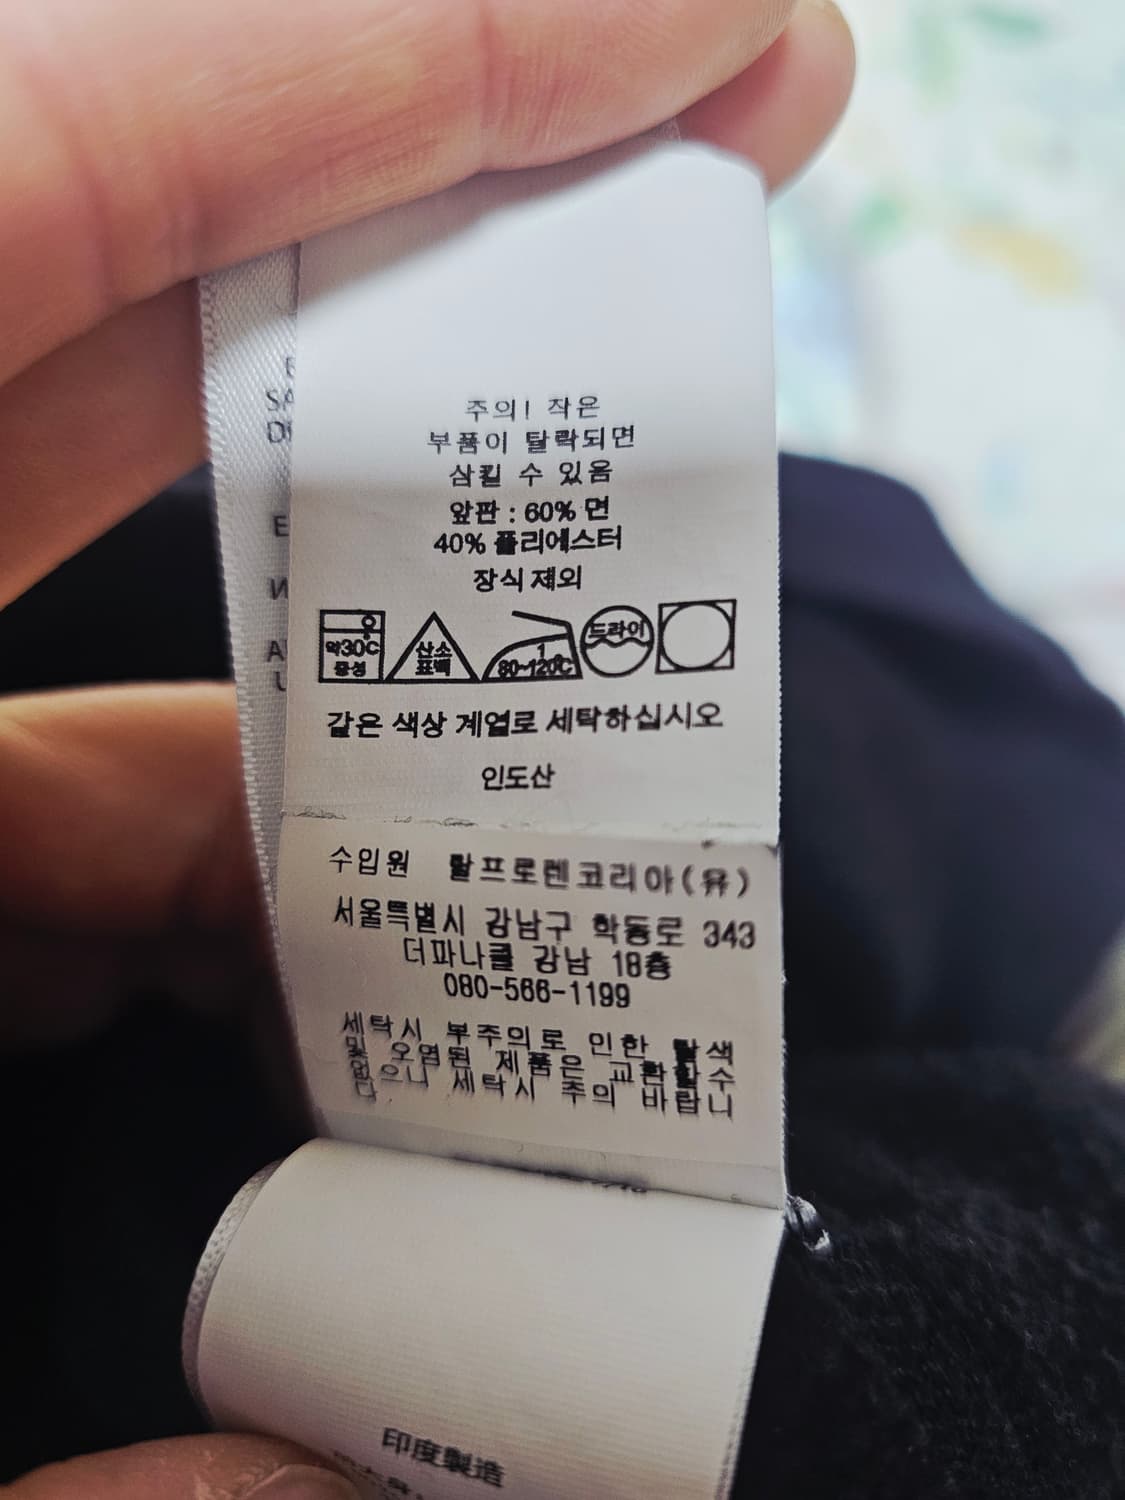 주의! 작은
부품이 탈락되면
삼킬 수 있음
앞판 : 60% 면
40% 폴리에스터
장식 제외
약30℃
중성
산소
표백
1
80~120℃
드라이
같은 색상 계열로 세탁하십시오
인도산
수입원 랄프로렌코리아(유)
서울특별시 강남구 학동로 343
더피나클 강남 18층
080-566-1199
세탁시 부주의로 인한 탈색
및 오염된 제품은 교환할수
없으니 세탁시 주의 바랍니
다.
SA
E
A
印度製造